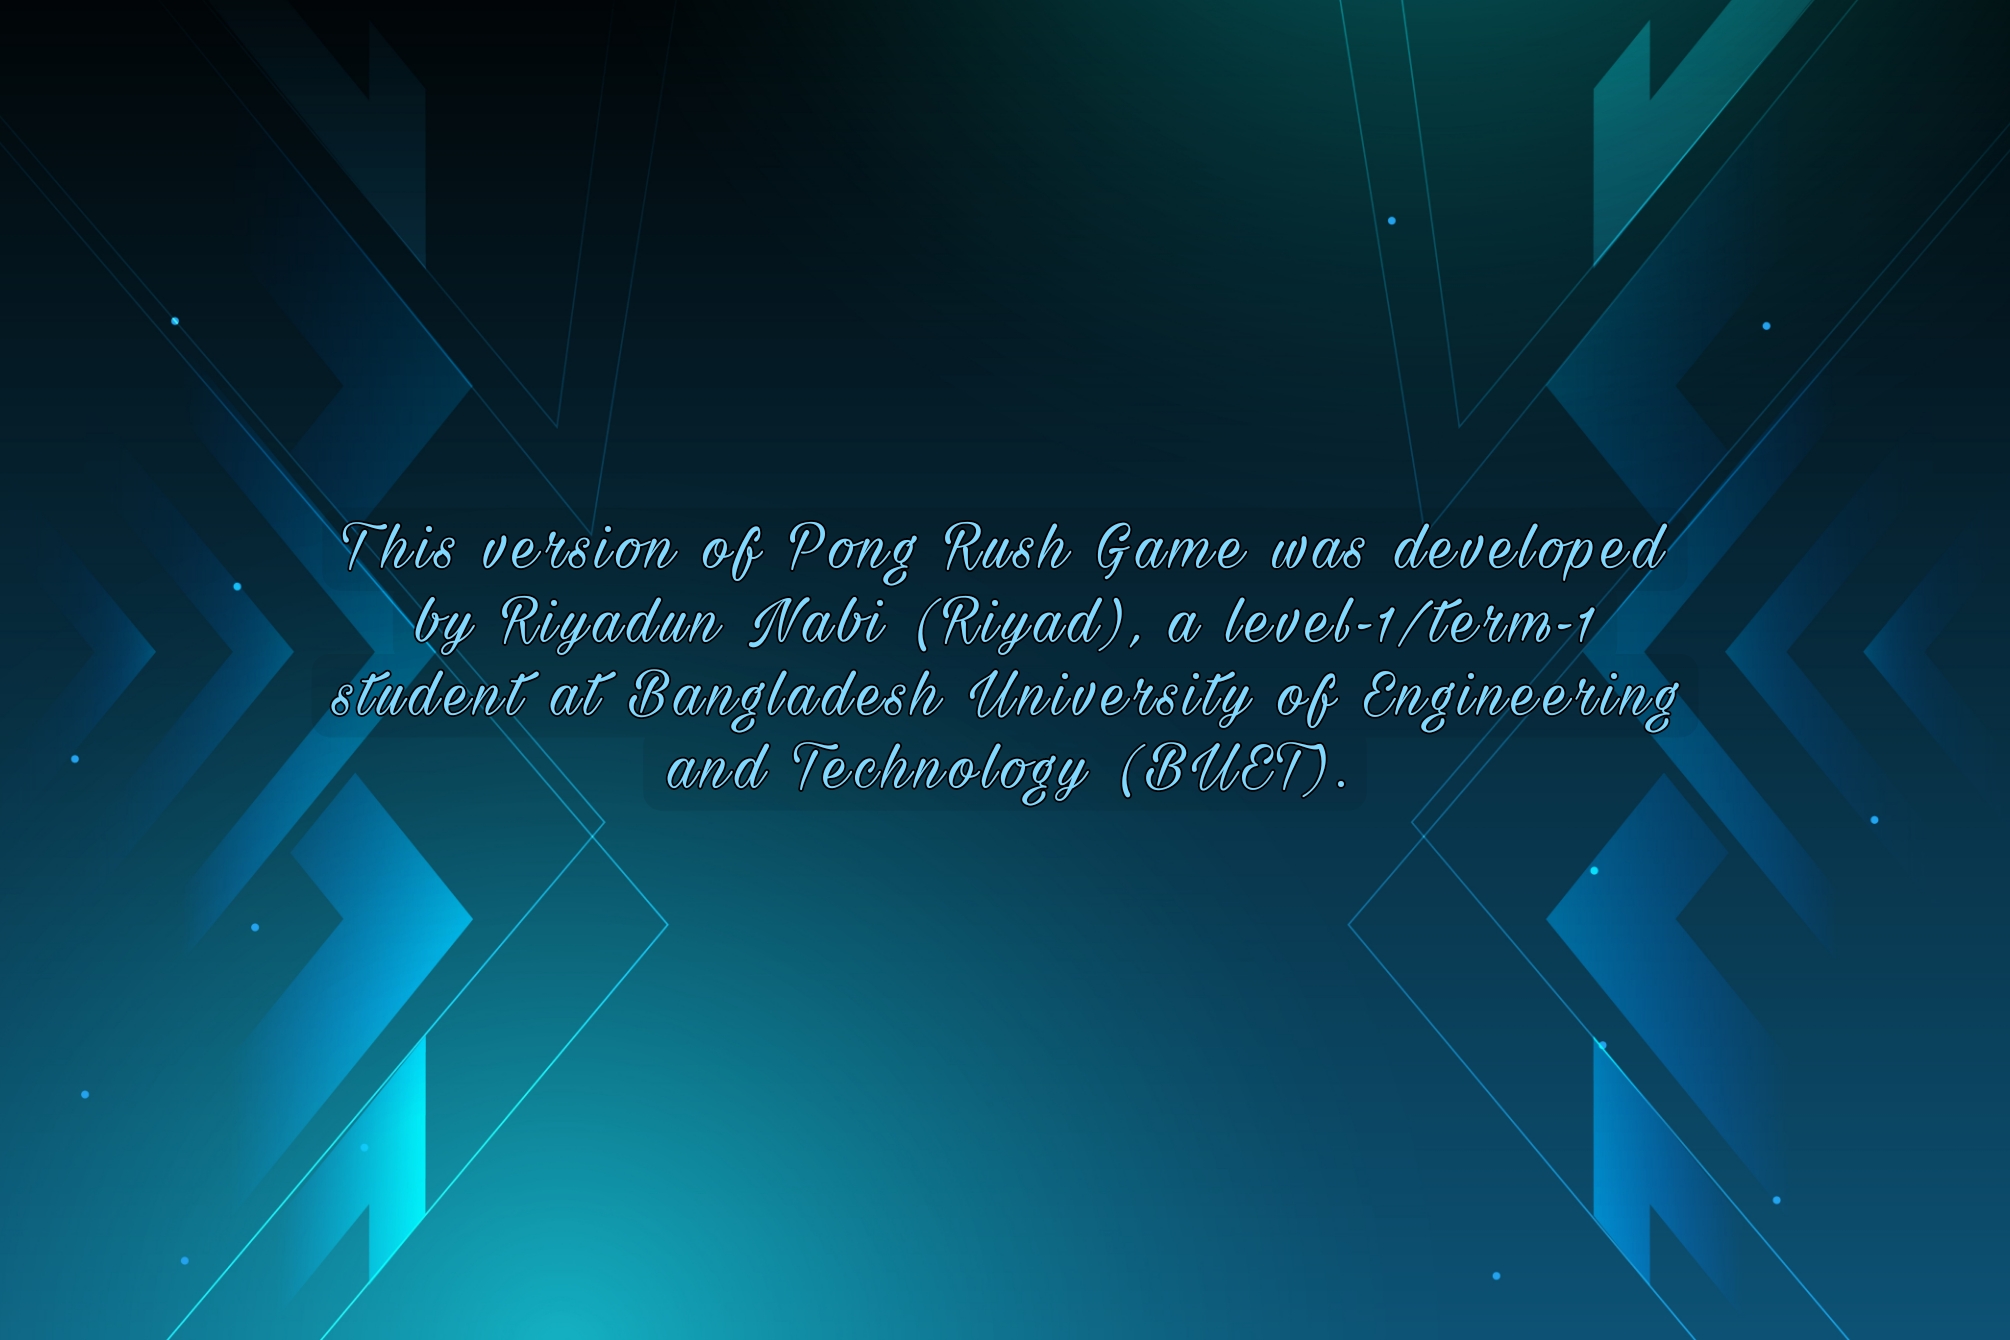 This version of Pong Rush Game was developed
by Riyadun Nabi (Riyad), a level-1/term-1
student at Bangladesh University of Engineering
and Technology (BUET).